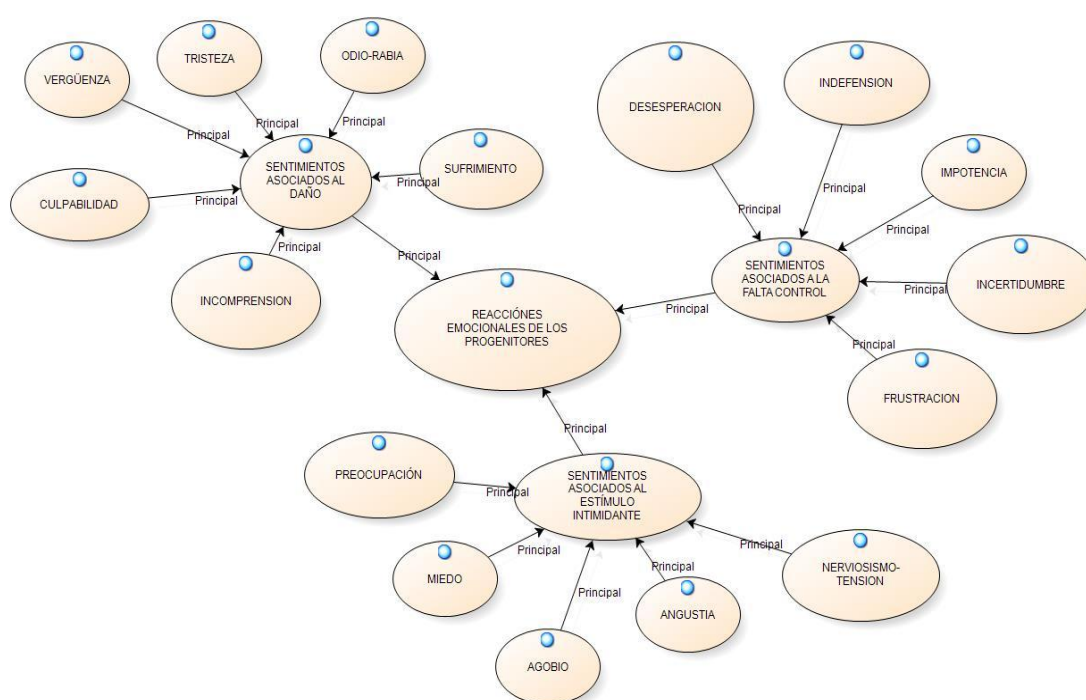 VERGÜENZA
Principal
TRISTEZA
Principal
ODIO-RABIA
Principal
SUFRIMIENTO
Principal
CULPABILIDAD
Principal
INCOMPRENSION
Principal
SENTIMIENTOS
ASOCIADOS AL
DAÑO
Principal
DESESPERACION
Principal
INDEFENSION
Principal
IMPOTENCIA
Principal
INCERTIDUMBRE
Principal
FRUSTRACION
Principal
SENTIMIENTOS
ASOCIADOS A LA
FALTA CONTROL
Principal
REACCIÓNES
EMOCIONALES DE LOS
PROGENITORES
Principal
SENTIMIENTOS
ASOCIADOS AL
ESTÍMULO
INTIMIDANTE
PREOCUPACIÓN
Principal
MIEDO
Principal
AGOBIO
Principal
ANGUSTIA
Principal
NERVIOSISMO-
TENSION
Principal